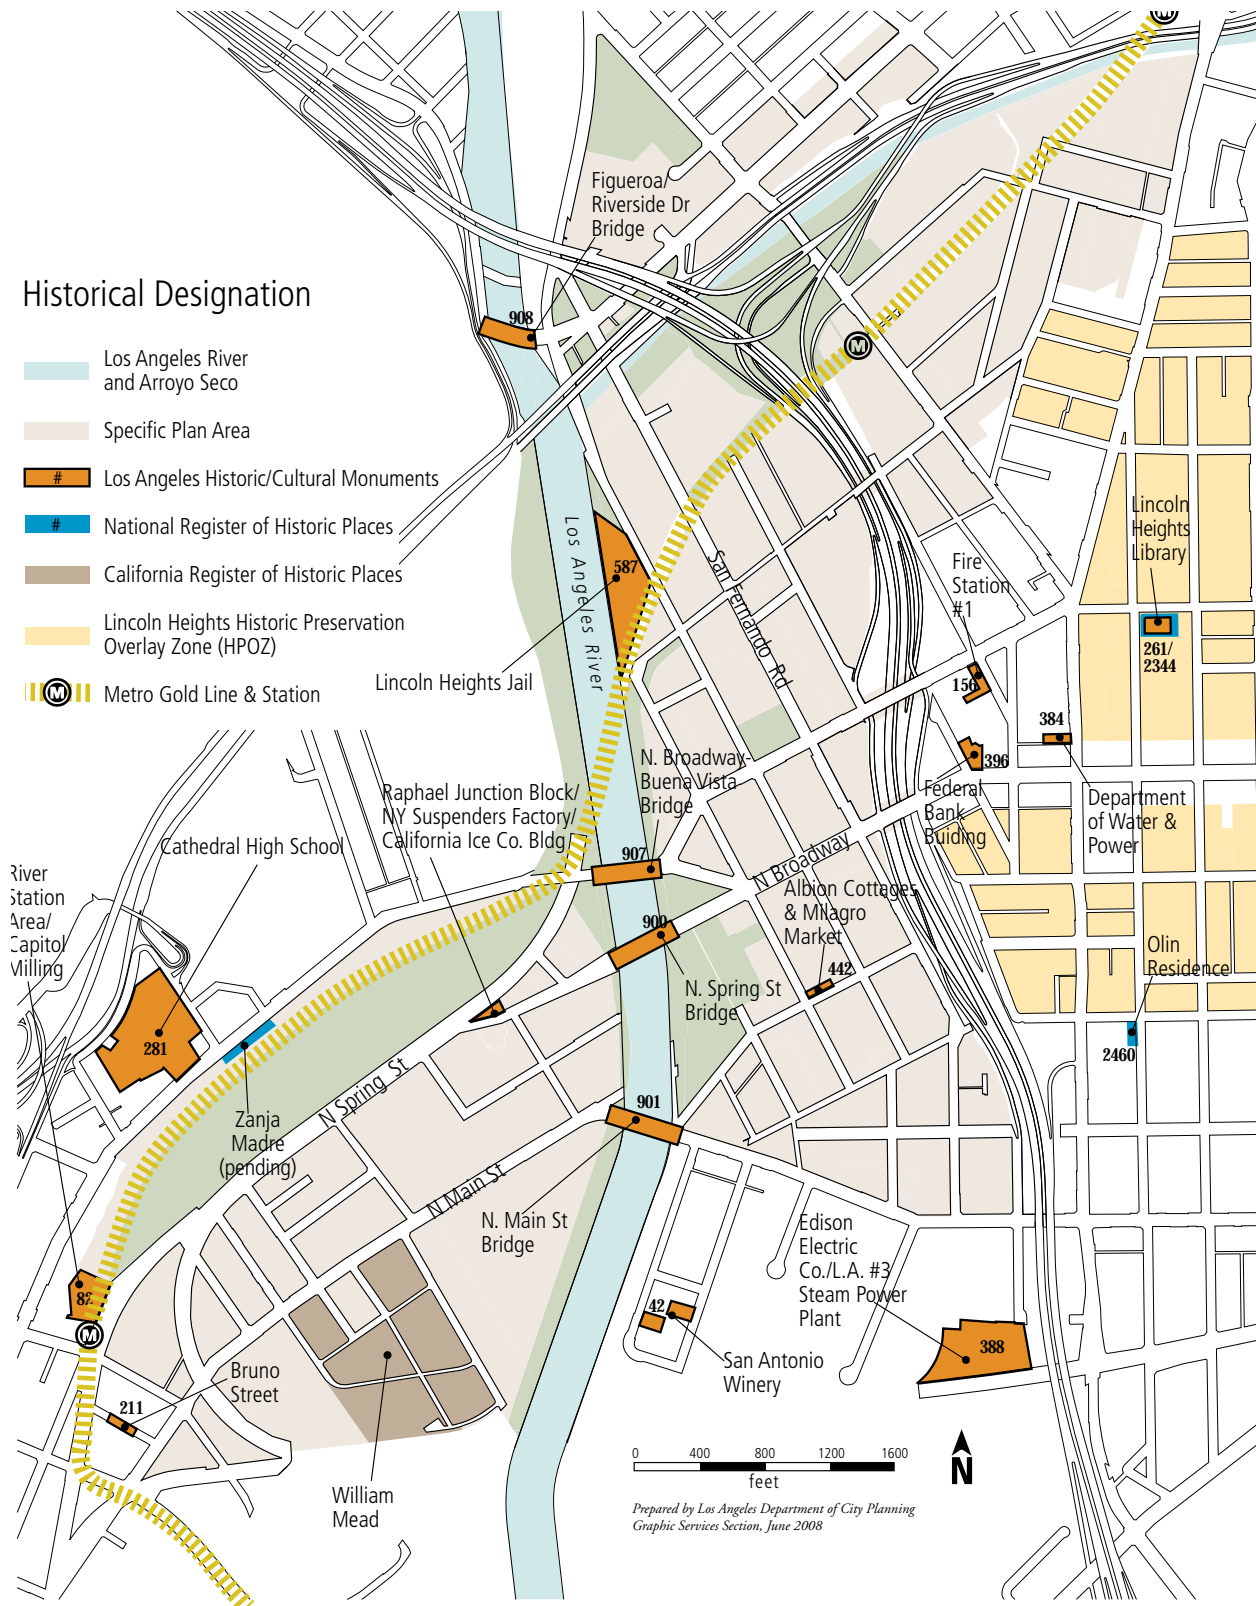 M
Figueroa/
Riverside Dr
Bridge
Historical Designation
908
Los Angeles River
and Arroyo Seco
M
Specific Plan Area
#
Los Angeles Historic/Cultural Monuments
#
National Register of Historic Places
California Register of Historic Places
Lincoln Heights Historic Preservation
Overlay Zone (HPOZ)
M
Metro Gold Line & Station
Los Angeles River
587
San Fernando Rd
Lincoln
Heights
Library
Fire
Station
#1
261/
2344
Lincoln Heights Jail
156
384
396
N. Broadway-
Buena Vista
Bridge
Raphael Junction Block/
NY Suspenders Factory/
California Ice Co. Bldg
Federal
Bank
Buiding
Department
of Water &
Power
Cathedral High School
907
N Broadway
River
Station
Area/
Capitol
Milling
Albion Cottages
& Milagro
Market
900
442
Olin
Residence
N. Spring St
Bridge
281
2460
N Spring St
901
Zanja
Madre
(pending)
N Main St
N. Main St
Bridge
Edison
Electric
Co./L.A. #3
Steam Power
Plant
82
M
42
388
San Antonio
Winery
Bruno
Street
211
0 400 800 1200 1600
feet
N
William
Mead
Prepared by Los Angeles Department of City Planning
Graphic Services Section, June 2008